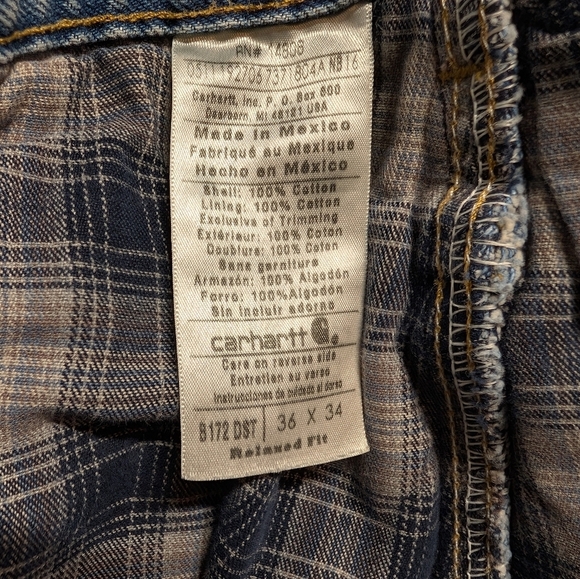 RN# 14806
05111927067371804A NB16
Carhartt, Inc. P. O. Box 600
Dearborn, MI 48121 USA
Made in Mexico
Fabriqué au Mexique
Hecho en México
Shell: 100% Cotton
Lining: 100% Cotton
Exclusive of Trimming
Extérieur: 100% Coton
Doublure: 100% Coton
Sans garniture
Armazón: 100% Algodón
Forro: 100%Algodón
Sin incluir adorno
carhartt
Care on reverse side
Entretien au verso
Instrucciones de cuidado al dorso
B172 DST 36 X 34
Relaxed Fit